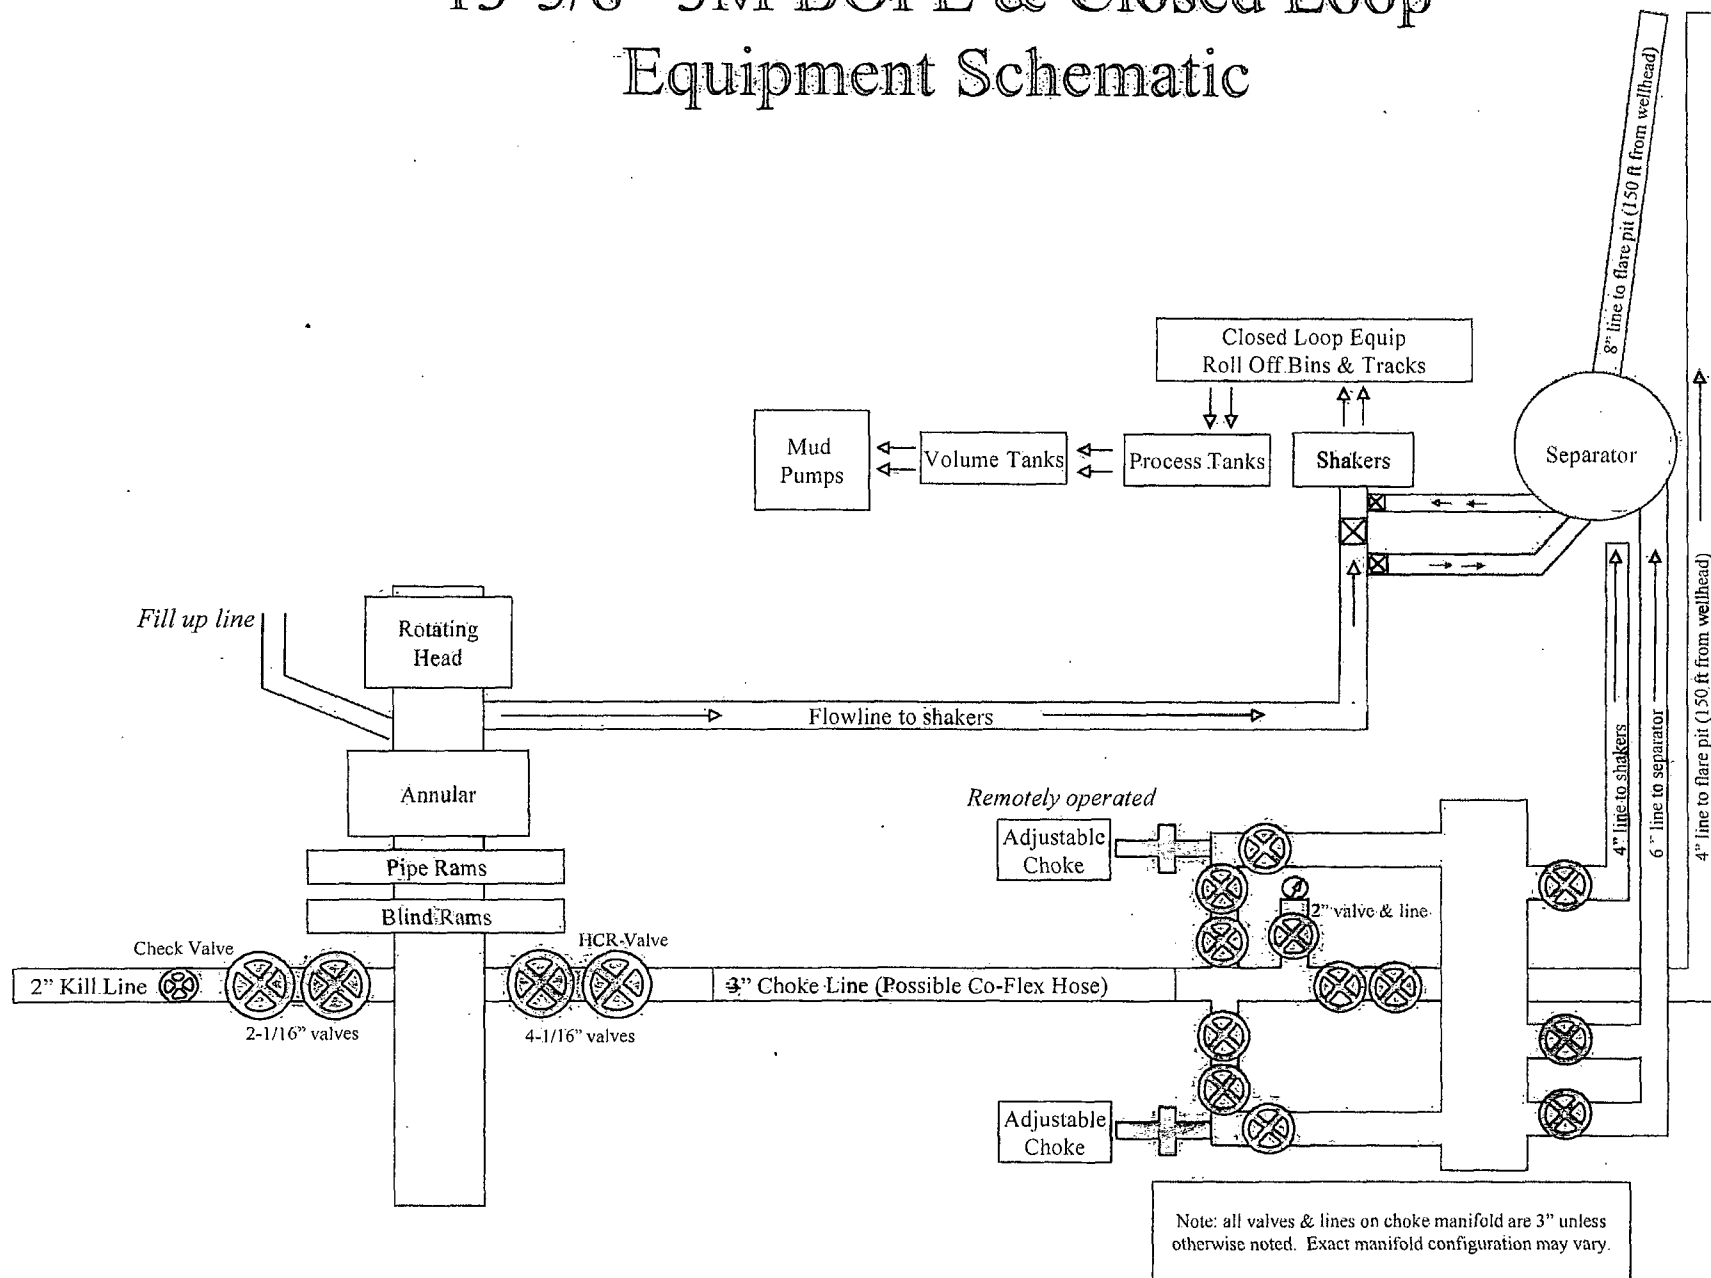 Equipment Schematic
8" line to flare pit (150 ft from wellhead)
Closed Loop Equip
Roll Off Bins & Tracks
Mud
Pumps
Volume Tanks
Process Tanks
Shakers
Separator
Fill up line
Rotating
Head
Flowline to shakers
4" line to shakers
6" line to separator
4" line to flare pit (150 ft from wellhead)
Annular
Remotely operated
Adjustable
Choke
Pipe Rams
Blind Rams
2" valve & line
Check Valve
HCR Valve
2" Kill Line
3" Choke Line (Possible Co-Flex Hose)
2-1/16" valves
4-1/16" valves
Adjustable
Choke
Note: all valves & lines on choke manifold are 3" unless
otherwise noted. Exact manifold configuration may vary.